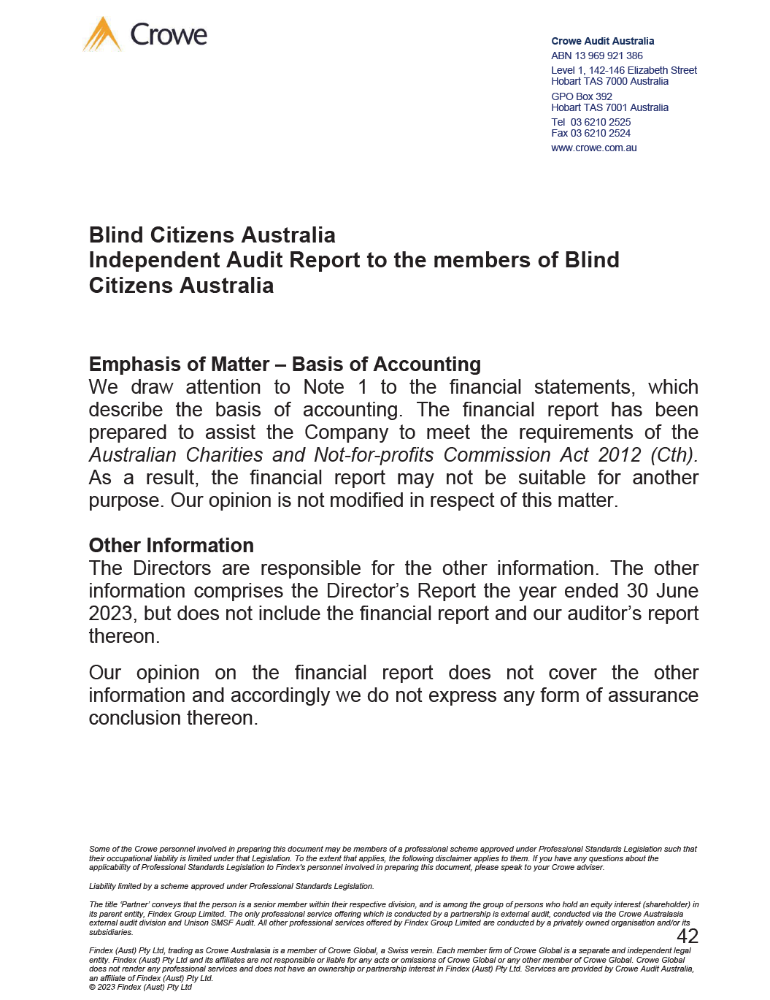 Crowe
Crowe Audit Australia
ABN 13 969 921 386
Level 1, 142-146 Elizabeth Street
Hobart TAS 7000 Australia
GPO Box 392
Hobart TAS 7001 Australia
Tel 03 6210 2525
Fax 03 6210 2524
www.crowe.com.au
Blind Citizens Australia
Independent Audit Report to the members of Blind
Citizens Australia
Emphasis of Matter – Basis of Accounting
We draw attention to Note 1 to the financial statements, which
describe the basis of accounting. The financial report has been
prepared to assist the Company to meet the requirements of the
Australian Charities and Not-for-profits Commission Act 2012 (Cth).
As a result, the financial report may not be suitable for another
purpose. Our opinion is not modified in respect of this matter.
Other Information
The Directors are responsible for the other information. The other
information comprises the Director’s Report the year ended 30 June
2023, but does not include the financial report and our auditor’s report
thereon.
Our opinion on the financial report does not cover the other
information and accordingly we do not express any form of assurance
conclusion thereon.
Some of the Crowe personnel involved in preparing this document may be members of a professional scheme approved under Professional Standards Legislation such that
their occupational liability is limited under that Legislation. To the extent that applies, the following disclaimer applies to them. If you have any questions about the
applicability of Professional Standards Legislation to Findex's personnel involved in preparing this document, please speak to your Crowe adviser.
Liability limited by a scheme approved under Professional Standards Legislation.
The title ‘Partner’ conveys that the person is a senior member within their respective division, and is among the group of persons who hold an equity interest (shareholder) in
its parent entity, Findex Group Limited. The only professional service offering which is conducted by a partnership is external audit, conducted via the Crowe Australasia
external audit division and Unison SMSF Audit. All other professional services offered by Findex Group Limited are conducted by a privately owned organisation and/or its
subsidiaries.
42
Findex (Aust) Pty Ltd, trading as Crowe Australasia is a member of Crowe Global, a Swiss verein. Each member firm of Crowe Global is a separate and independent legal
entity. Findex (Aust) Pty Ltd and its affiliates are not responsible or liable for any acts or omissions of Crowe Global or any other member of Crowe Global. Crowe Global
does not render any professional services and does not have an ownership or partnership interest in Findex (Aust) Pty Ltd. Services are provided by Crowe Audit Australia,
an affiliate of Findex (Aust) Pty Ltd.
© 2023 Findex (Aust) Pty Ltd